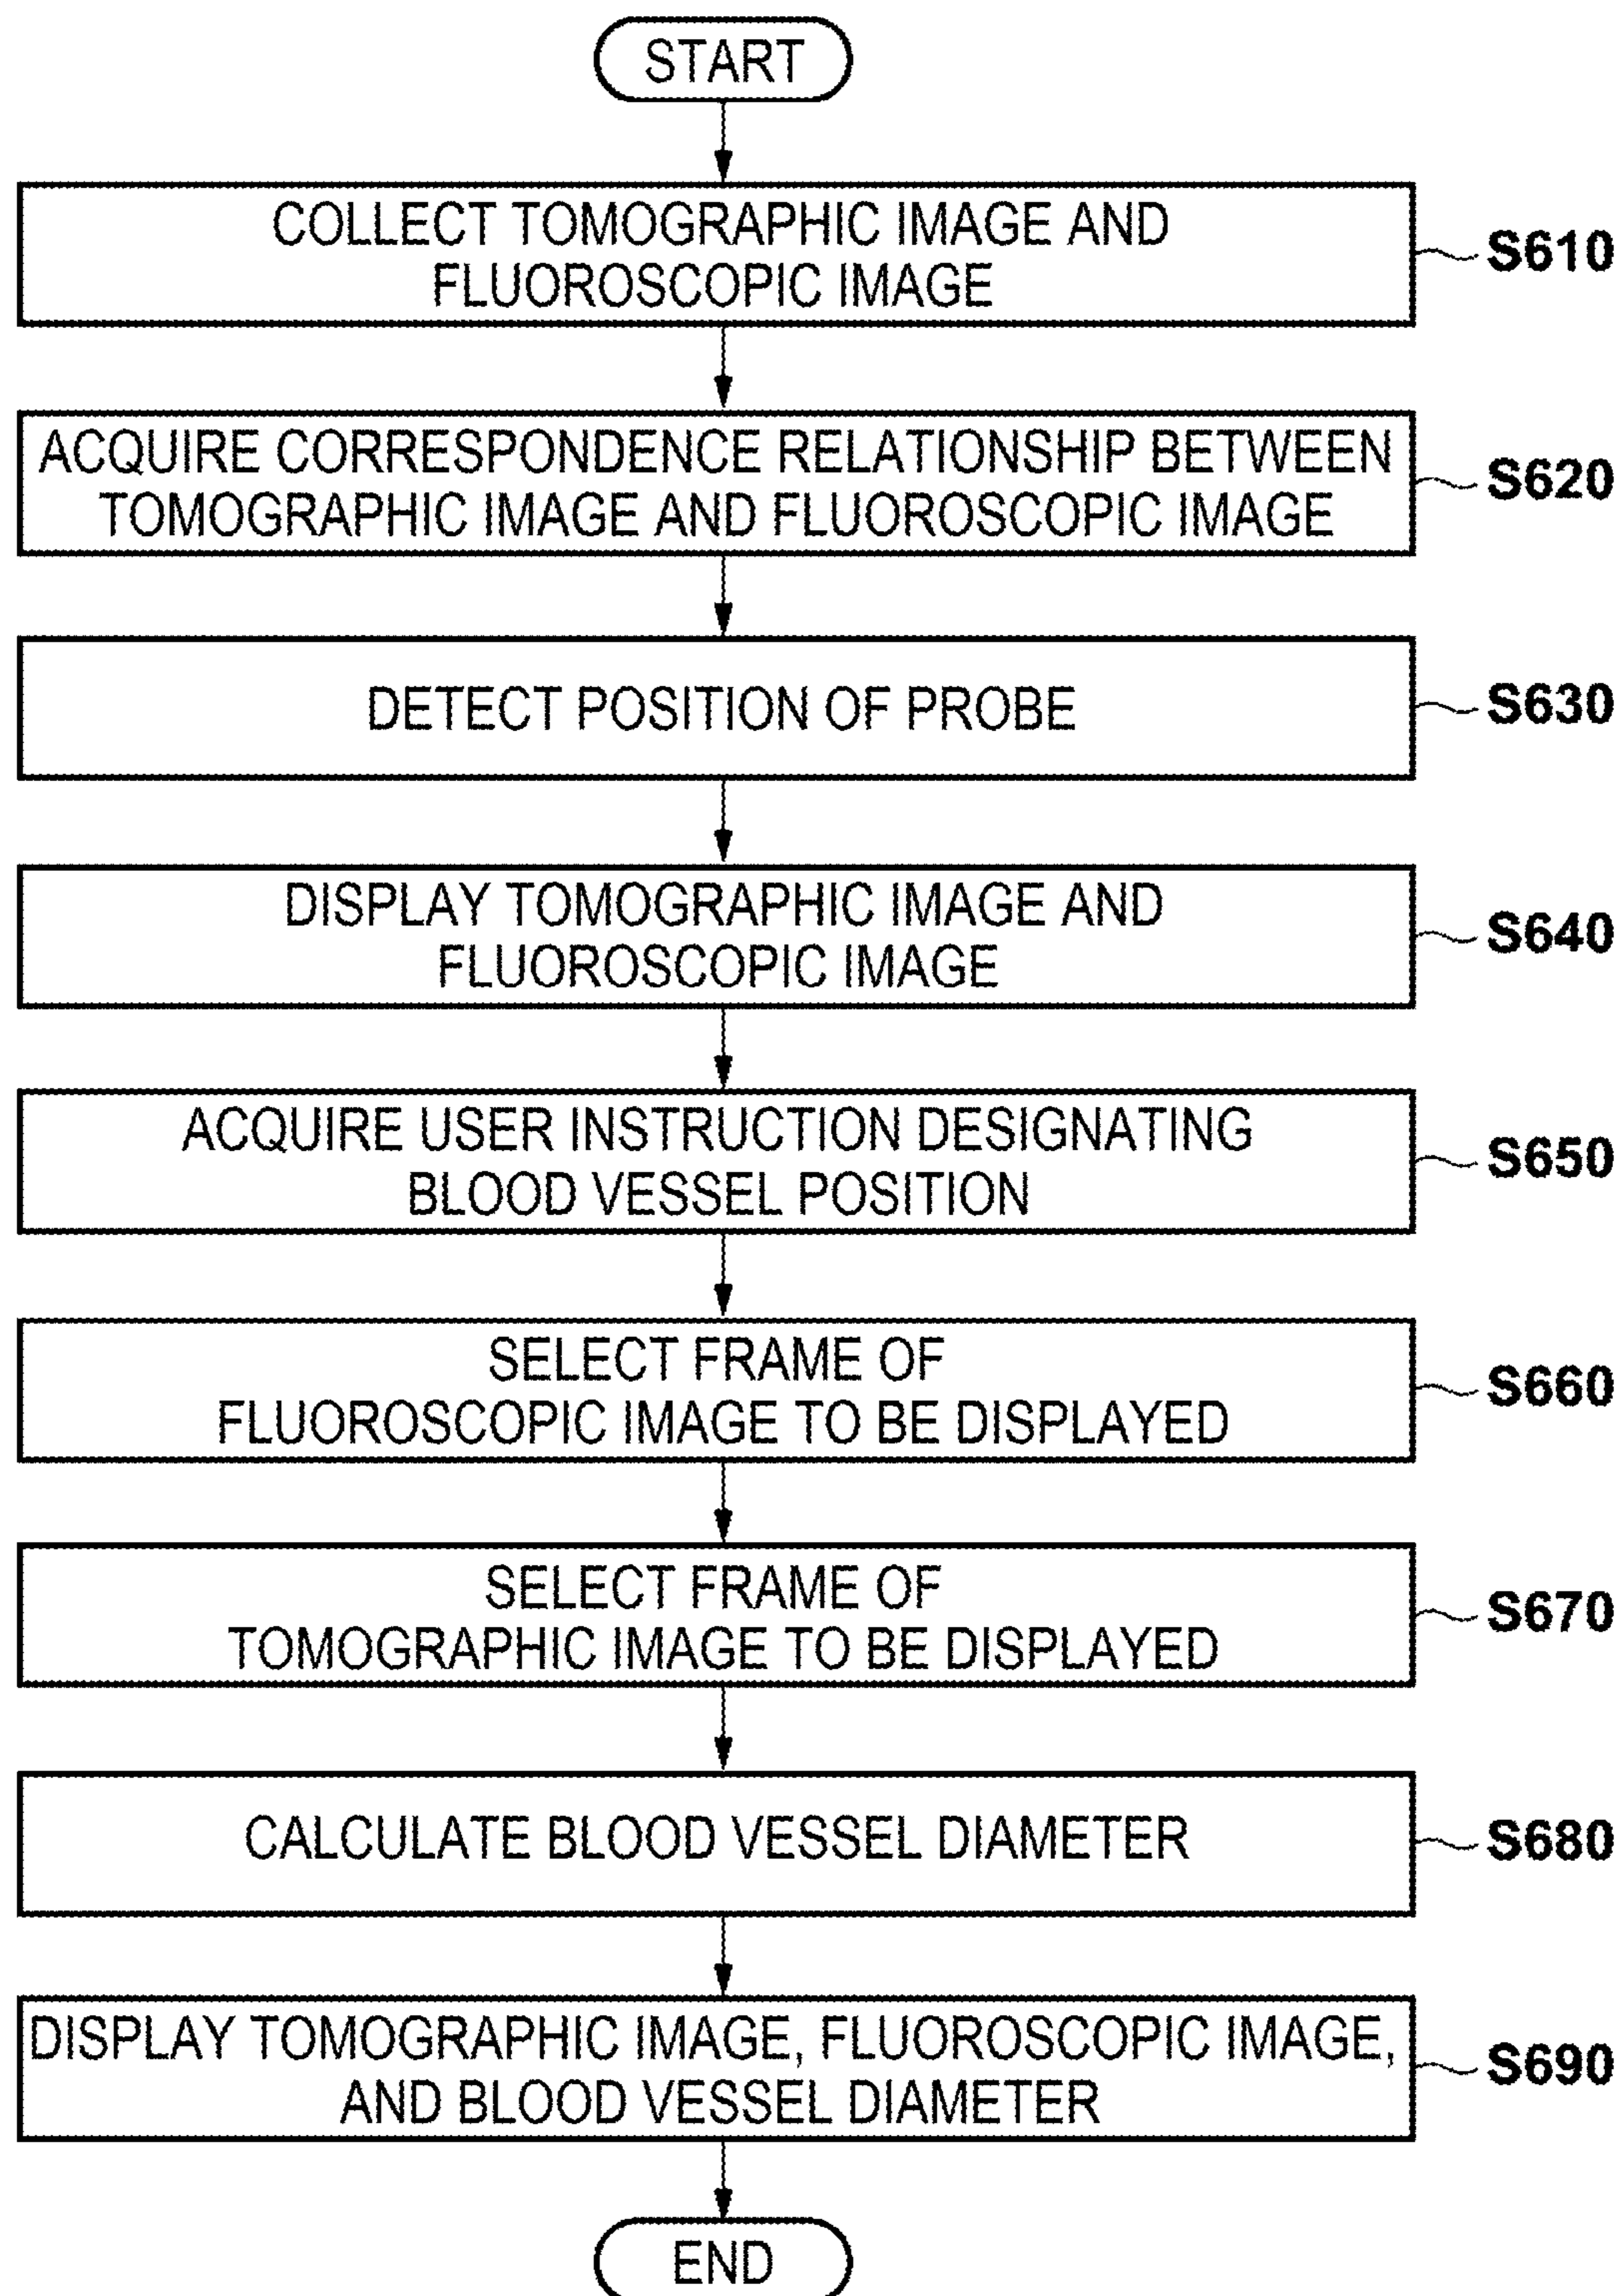 START
COLLECT TOMOGRAPHIC IMAGE AND
FLUOROSCOPIC IMAGE
S610
ACQUIRE CORRESPONDENCE RELATIONSHIP BETWEEN
TOMOGRAPHIC IMAGE AND FLUOROSCOPIC IMAGE
S620
DETECT POSITION OF PROBE
S630
DISPLAY TOMOGRAPHIC IMAGE AND
FLUOROSCOPIC IMAGE
S640
ACQUIRE USER INSTRUCTION DESIGNATING
BLOOD VESSEL POSITION
S650
SELECT FRAME OF
FLUOROSCOPIC IMAGE TO BE DISPLAYED
S660
SELECT FRAME OF
TOMOGRAPHIC IMAGE TO BE DISPLAYED
S670
CALCULATE BLOOD VESSEL DIAMETER
S680
DISPLAY TOMOGRAPHIC IMAGE, FLUOROSCOPIC IMAGE,
AND BLOOD VESSEL DIAMETER
S690
END